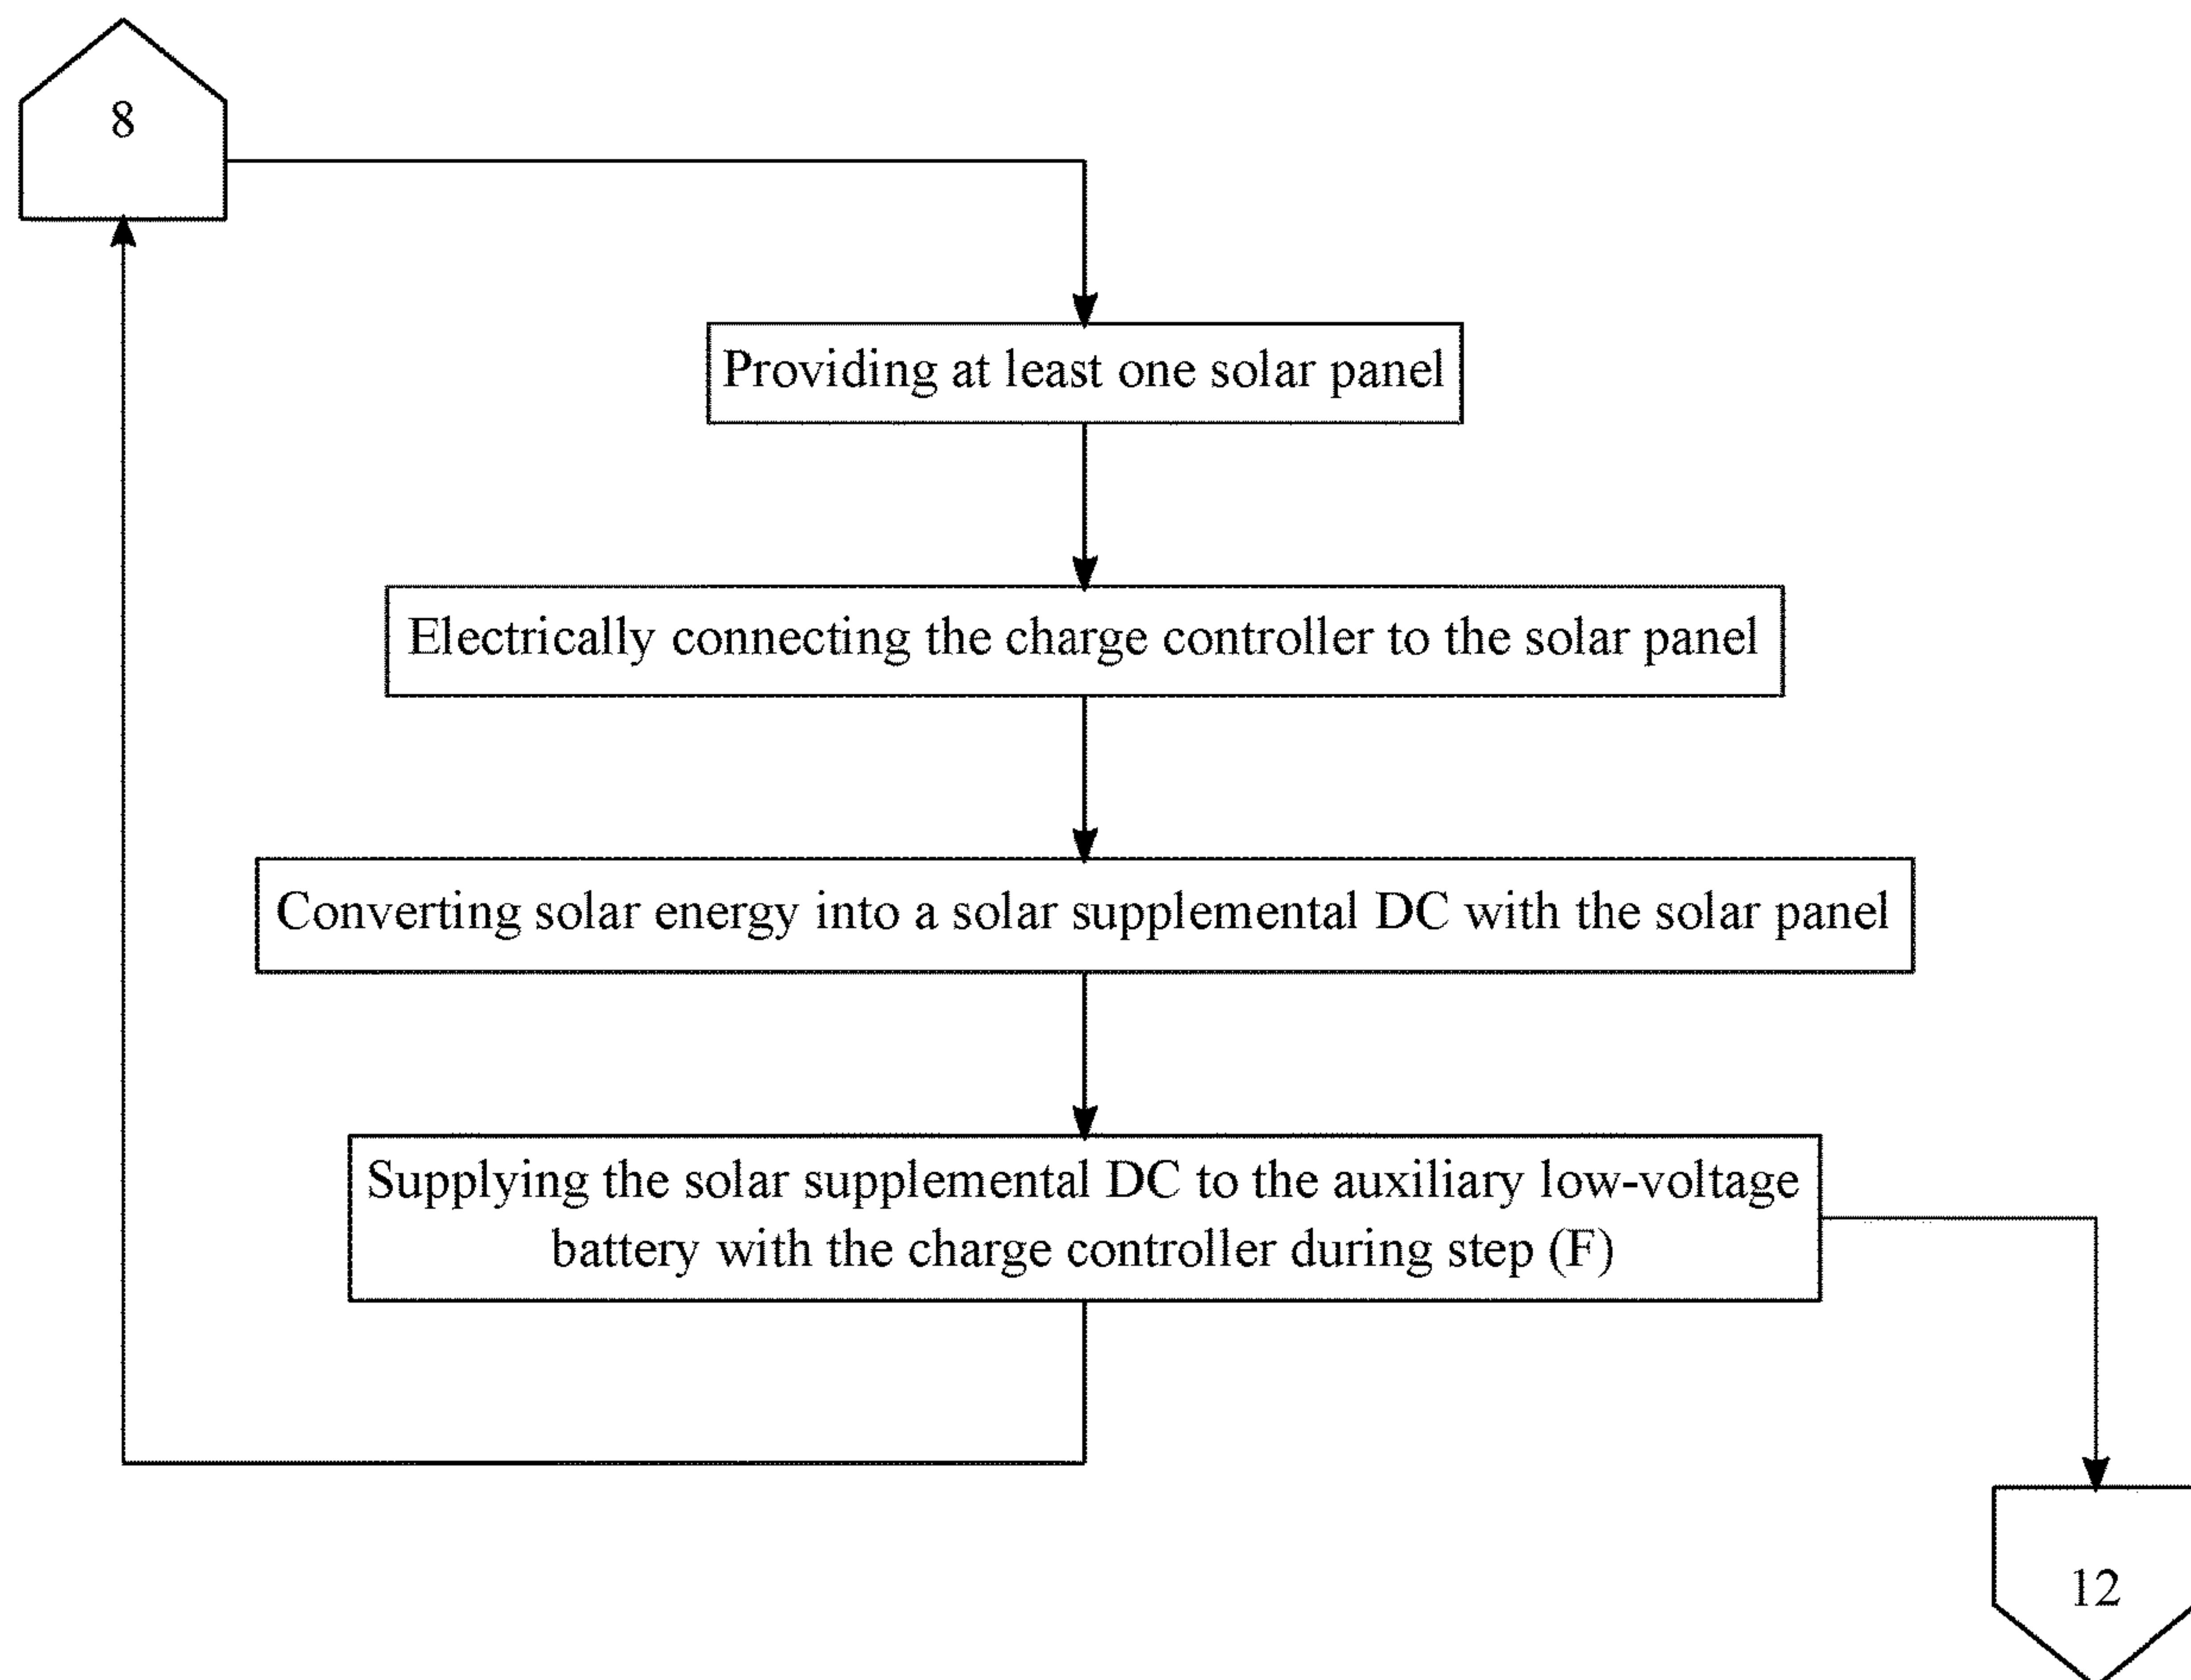 8
Providing at least one solar panel
Electrically connecting the charge controller to the solar panel
Converting solar energy into a solar supplemental DC with the solar panel
Supplying the solar supplemental DC to the auxiliary low-voltage
battery with the charge controller during step (F)
12